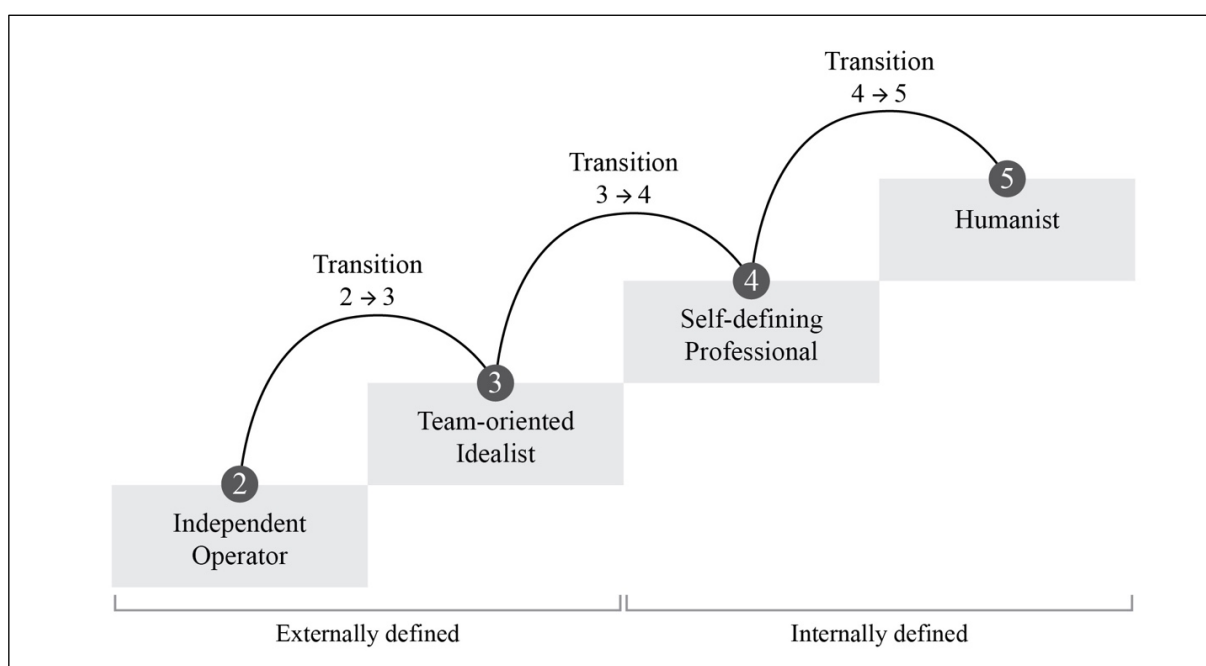 Transition
4 → 5
Transition
3 → 4
5
Humanist
Transition
2 → 3
4
Self-defining
Professional
3
Team-oriented
Idealist
2
Independent
Operator
Externally defined
Internally defined